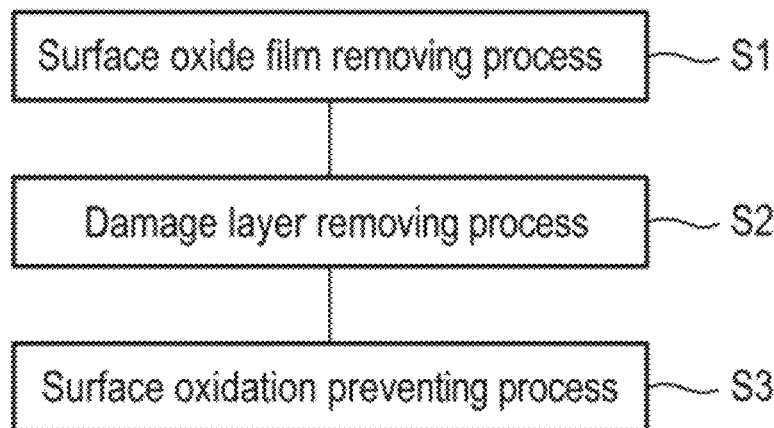 Surface oxide film removing process S1
Damage layer removing process S2
Surface oxidation preventing process S3